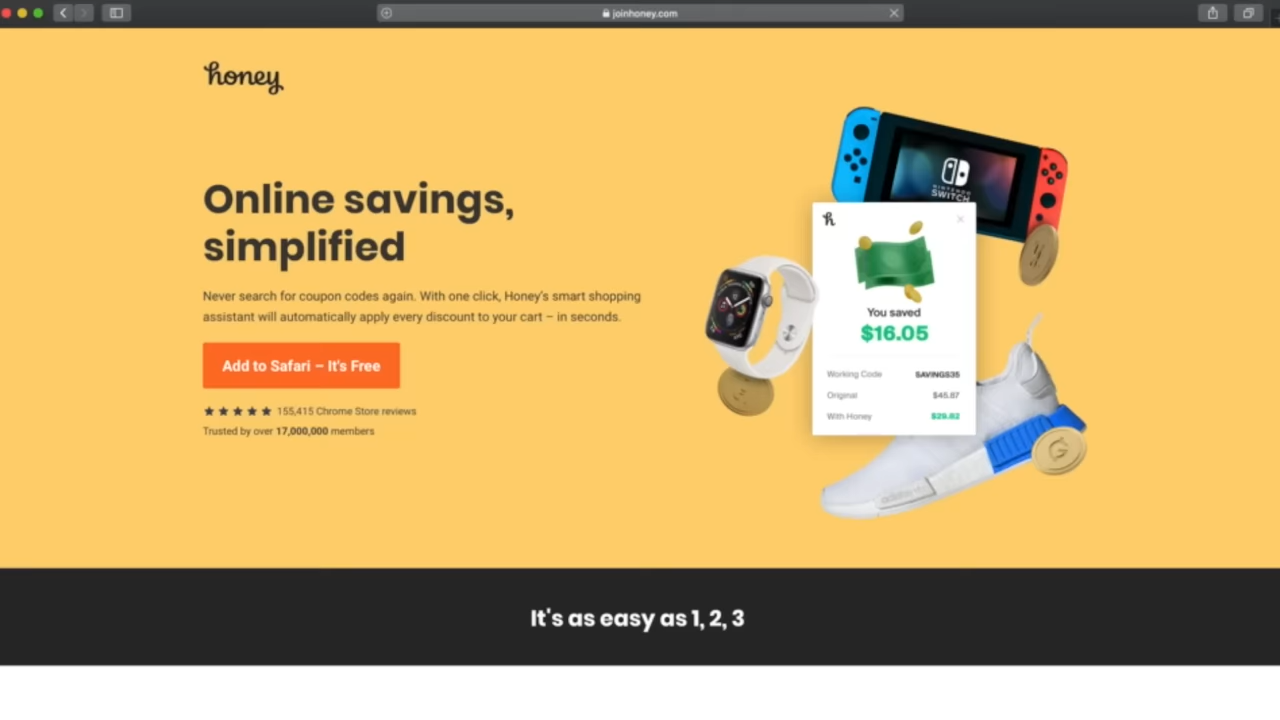 joinhoney.com
honey
Online savings,
simplified
Never search for coupon codes again. With one click, Honey's smart shopping
assistant will automatically apply every discount to your cart – in seconds.
Add to Safari – It's Free
155,415 Chrome Store reviews
Trusted by over 17,000,000 members
NINTENDO
SWITCH
h
You saved
$16.05
Working Code SAVINGS35
Original $45.87
With Honey $29.82
adidas
It's as easy as 1, 2, 3